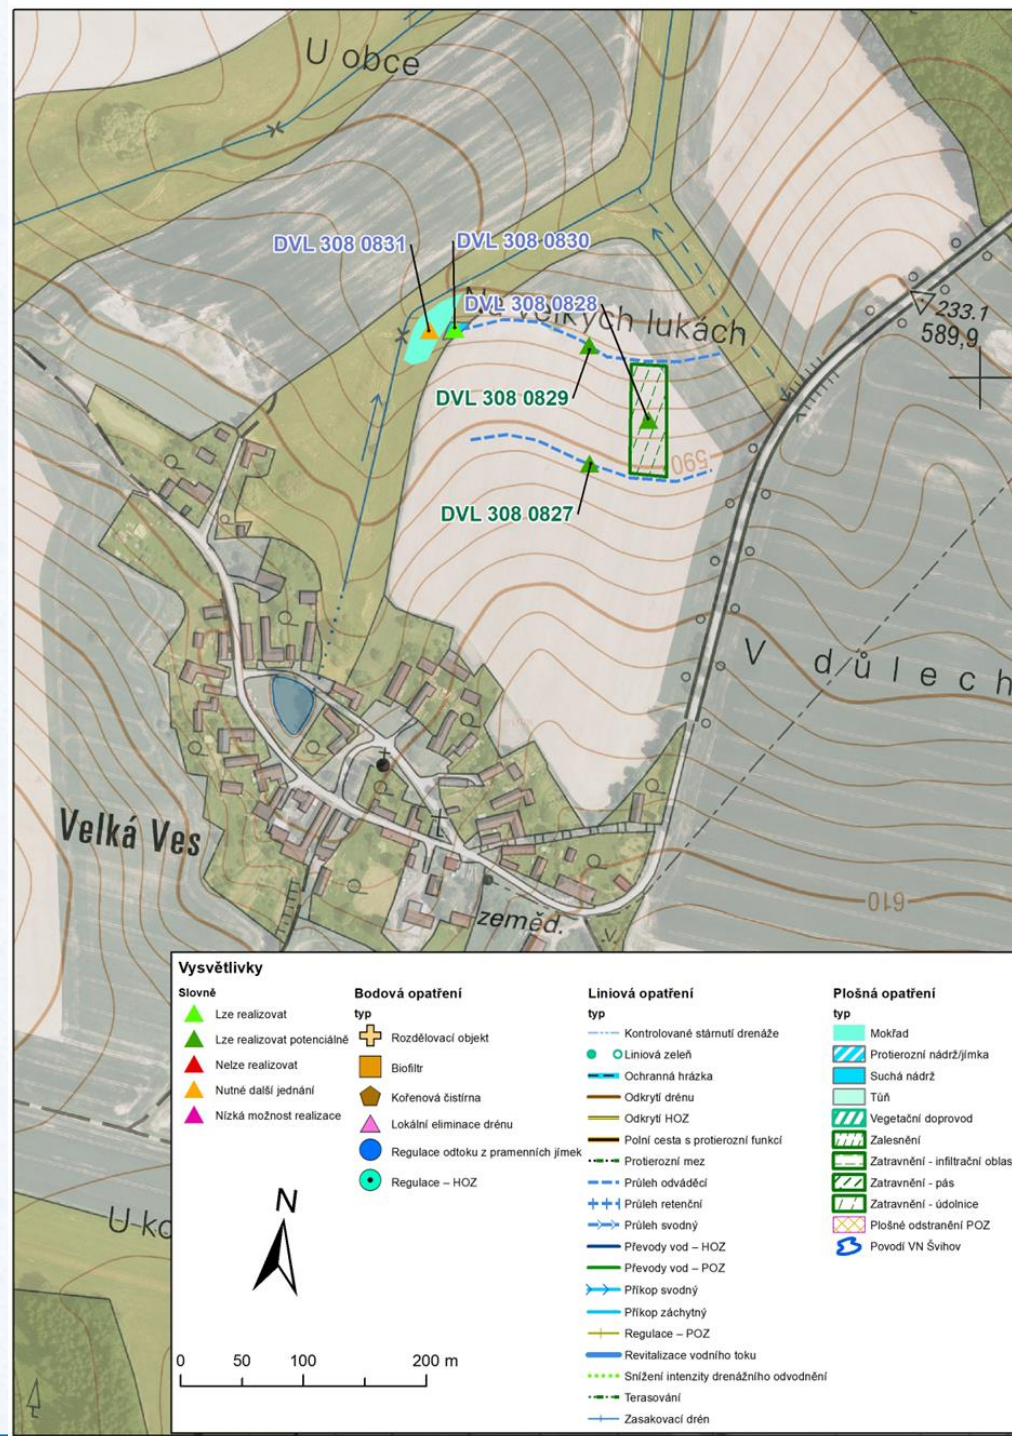 U obce
DVL 308 0831
DVL 308 0830
DVL 308 0828
Na velkých lukách
233.1
589,9
DVL 308 0829
590
DVL 308 0827
V důlech
Velká Ves
610
zeměd.
Vysvětlivky
Slovně
Lze realizovat
Lze realizovat potenciálně
Nelze realizovat
Nutné další jednání
Nízká možnost realizace
Bodová opatření
typ
Rozdělovací objekt
Biofiltr
Kořenová čistírna
Lokální eliminace drénu
Regulace odtoku z pramenních jímek
Regulace – HOZ
Liniová opatření
typ
Kontrolované stárnutí drenáže
Liniová zeleň
Ochranná hrázka
Odkrytí drénu
Odkrytí HOZ
Polní cesta s protierozní funkcí
Protierozní mez
Průleh odváděcí
Průleh retenční
Průleh svodný
Převody vod – HOZ
Převody vod – POZ
Příkop svodný
Příkop záchytný
Regulace – POZ
Revitalizace vodního toku
Snížení intenzity drenážního odvodnění
Terasování
Zasakovací drén
Plošná opatření
typ
Mokřad
Protierozní nádrž/jímka
Suchá nádrž
Tůň
Vegetační doprovod
Zalesnění
Zatravnění - infiltrační oblas
Zatravnění - pás
Zatravnění - údolnice
Plošné odstranění POZ
Povodí VN Švihov
U ko
N
0 50 100 200 m